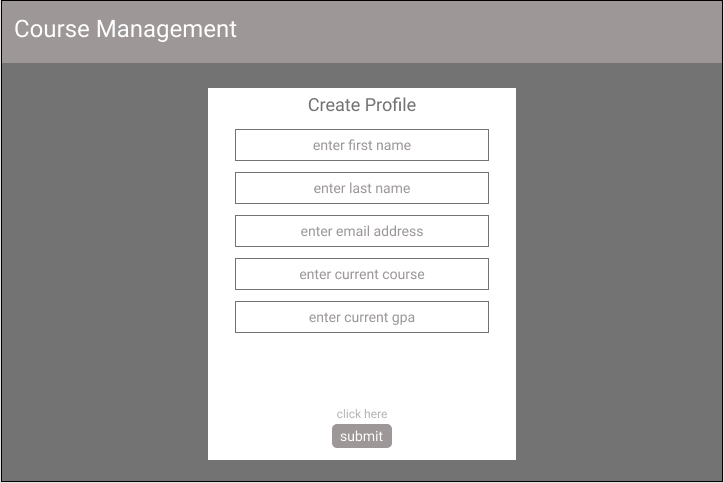 Course Management
Create Profile
enter first name
enter last name
enter email address
enter current course
enter current gpa
click here
submit